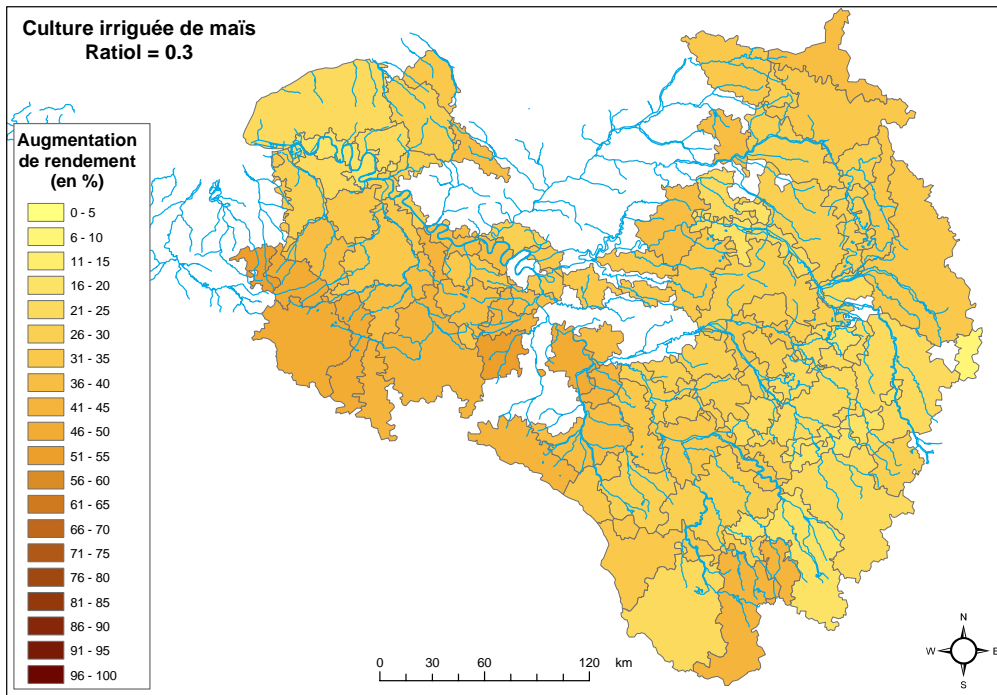 Culture irriguée de maïs
Ratiol = 0.3
Augmentation
de rendement
(en %)
0 - 5
6 - 10
11 - 15
16 - 20
21 - 25
26 - 30
31 - 35
36 - 40
41 - 45
46 - 50
51 - 55
56 - 60
61 - 65
66 - 70
71 - 75
76 - 80
81 - 85
86 - 90
91 - 95
96 - 100
0 30 60 120 km
N
W E
S